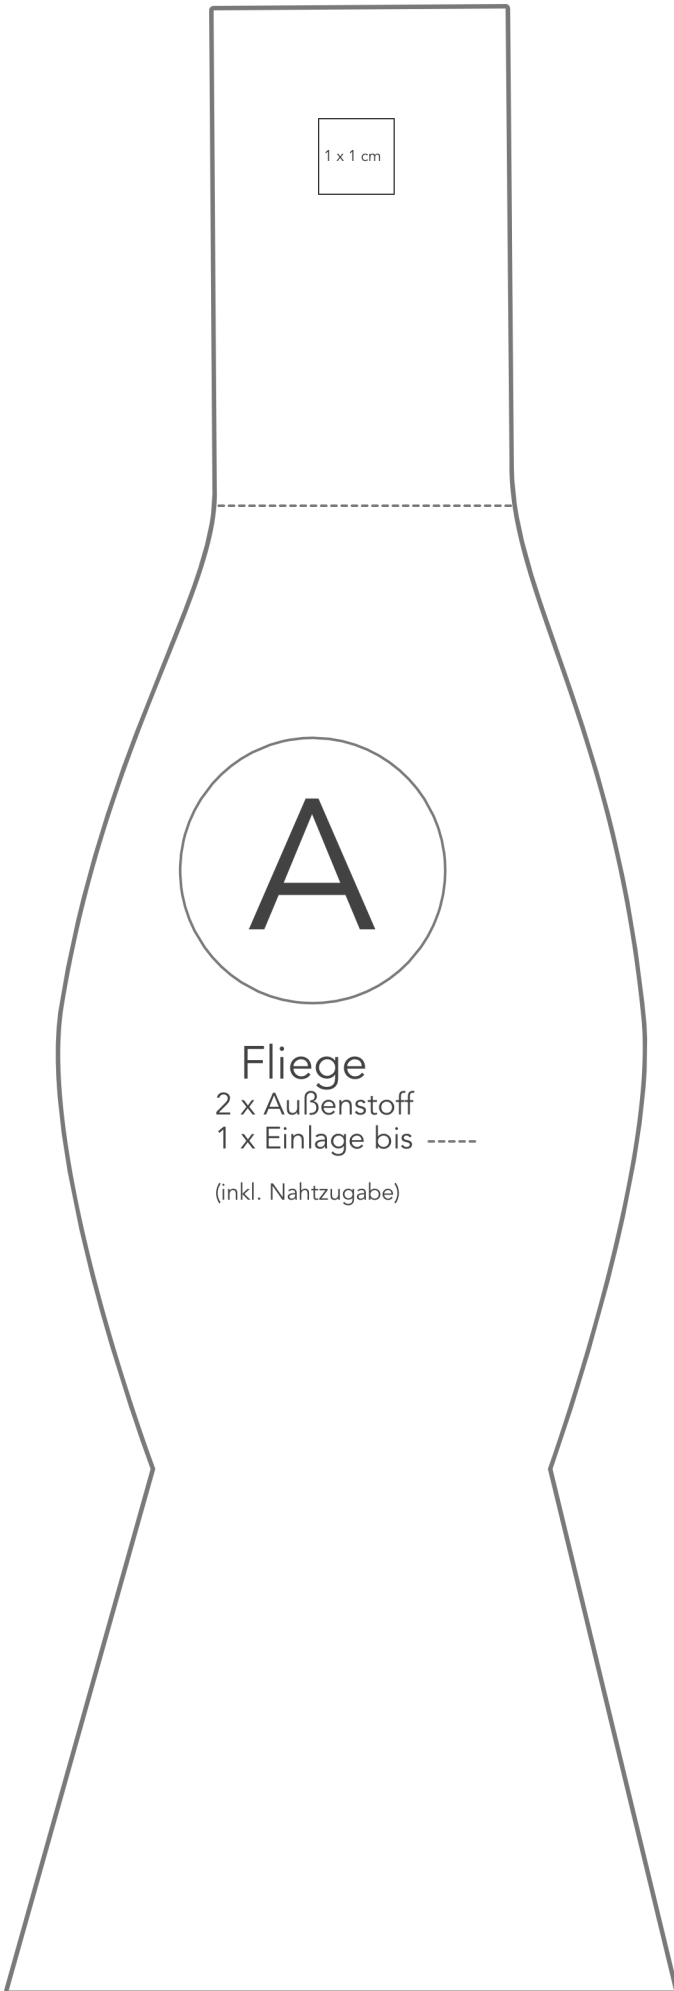 1 x 1 cm
A
Fliege
2 x Außenstoff
1 x Einlage bis -----
(inkl. Nahtzugabe)